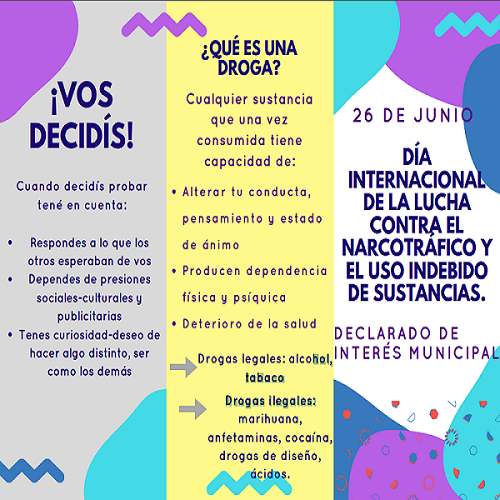 ¡VOS
DECIDÍS!
Cuando decidís probar
tené en cuenta:
• Respondes a lo que los
otros esperaban de vos
• Dependes de presiones
sociales-culturales y
publicitarias
• Tenes curiosidad-deseo de
hacer algo distinto, ser
como los demás
¿QUÉ ES UNA
DROGA?
Cualquier sustancia
que una vez
consumida tiene
capacidad de:
• Alterar tu conducta,
pensamiento y estado
de ánimo
• Producen dependencia
física y psíquica
• Deterioro de la salud
Drogas legales: alcohal,
tabaco
Drogas ilegales:
marihuana,
anfetaminas, cocaína,
drogas de diseño,
ácidos.
26 DE JUNIO
DÍA
INTERNACIONAL
DE LA LUCHA
CONTRA EL
NARCOTRÁFICO Y
EL USO INDEBIDO
DE SUSTANCIAS.
DECLARADO DE
INTERÉS MUNICIPAL